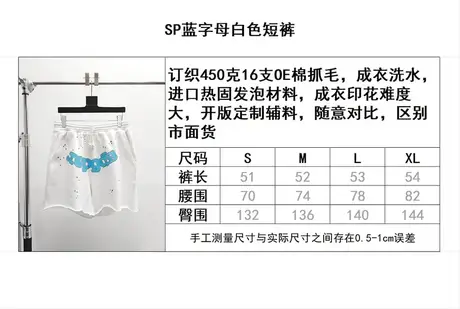 SP蓝字母白色短裤
订织450克16支OE棉抓毛，成衣洗水，
进口热固发泡材料，成衣印花难度
大，开版定制辅料，随意对比，区别
市面货
尺码 S M L XL
裤长 51 52 53 54
腰围 70 74 78 82
臀围 132 136 140 144
手工测量尺寸与实际尺寸之间存在0.5-1cm误差